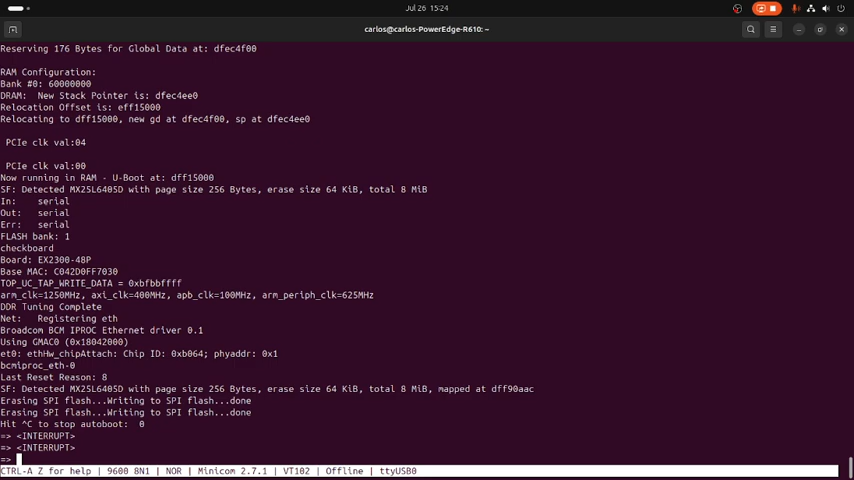 Jul 26 15:24
carlos@carlos-PowerEdge-R610: ~
Reserving 176 Bytes for Global Data at: dfec4f00
RAM Configuration:
Bank #0: 60000000
DRAM:  New Stack Pointer is: dfec4ee0
Relocation Offset is: eff15000
Relocating to dff15000, new gd at dfec4f00, sp at dfec4ee0
PCIe clk val:04
PCIe clk val:00
Now running in RAM - U-Boot at: dff15000
SF: Detected MX25L6405D with page size 256 Bytes, erase size 64 KiB, total 8 MiB
In:    serial
Out:   serial
Err:   serial
FLASH bank: 1
checkboard
Board: EX2300-48P
Base MAC: C042D0FF7030
TOP_UC_TAP_WRITE_DATA = 0xbfbbffff
arm_clk=1250MHz, axi_clk=400MHz, apb_clk=100MHz, arm_periph_clk=625MHz
DDR Tuning Complete
Net:   Registering eth
Broadcom BCM IPROC Ethernet driver 0.1
Using GMAC0 (0x18042000)
et0: ethHw_chipAttach: Chip ID: 0xb064; phyaddr: 0x1
bcmiproc_eth-0
Last Reset Reason: 8
SF: Detected MX25L6405D with page size 256 Bytes, erase size 64 KiB, total 8 MiB, mapped at dff90aac
Erasing SPI flash...Writing to SPI flash...done
Erasing SPI flash...Writing to SPI flash...done
Hit ^C to stop autoboot:  0
=> <INTERRUPT>
=> <INTERRUPT>
=>
CTRL-A Z for help | 9600 8N1 | NOR | Minicom 2.7.1 | VT102 | Offline | ttyUSB0